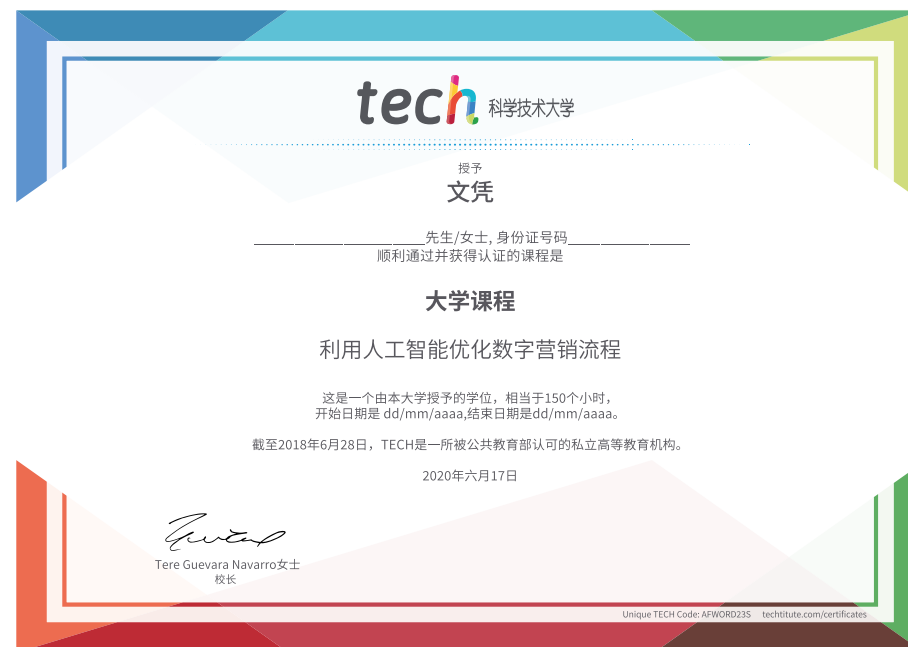 tech 科学技术大学
授予
文凭
____________________先生/女士, 身份证号码______________
顺利通过并获得认证的课程是
大学课程
利用人工智能优化数字营销流程
这是一个由本大学授予的学位，相当于150个小时，
开始日期是 dd/mm/aaaa,结束日期是dd/mm/aaaa。
截至2018年6月28日，TECH是一所被公共教育部认可的私立高等教育机构。
2020年六月17日
Tere Guevara Navarro女士
校长
Unique TECH Code: AFWORD23S techtitute.com/certificates